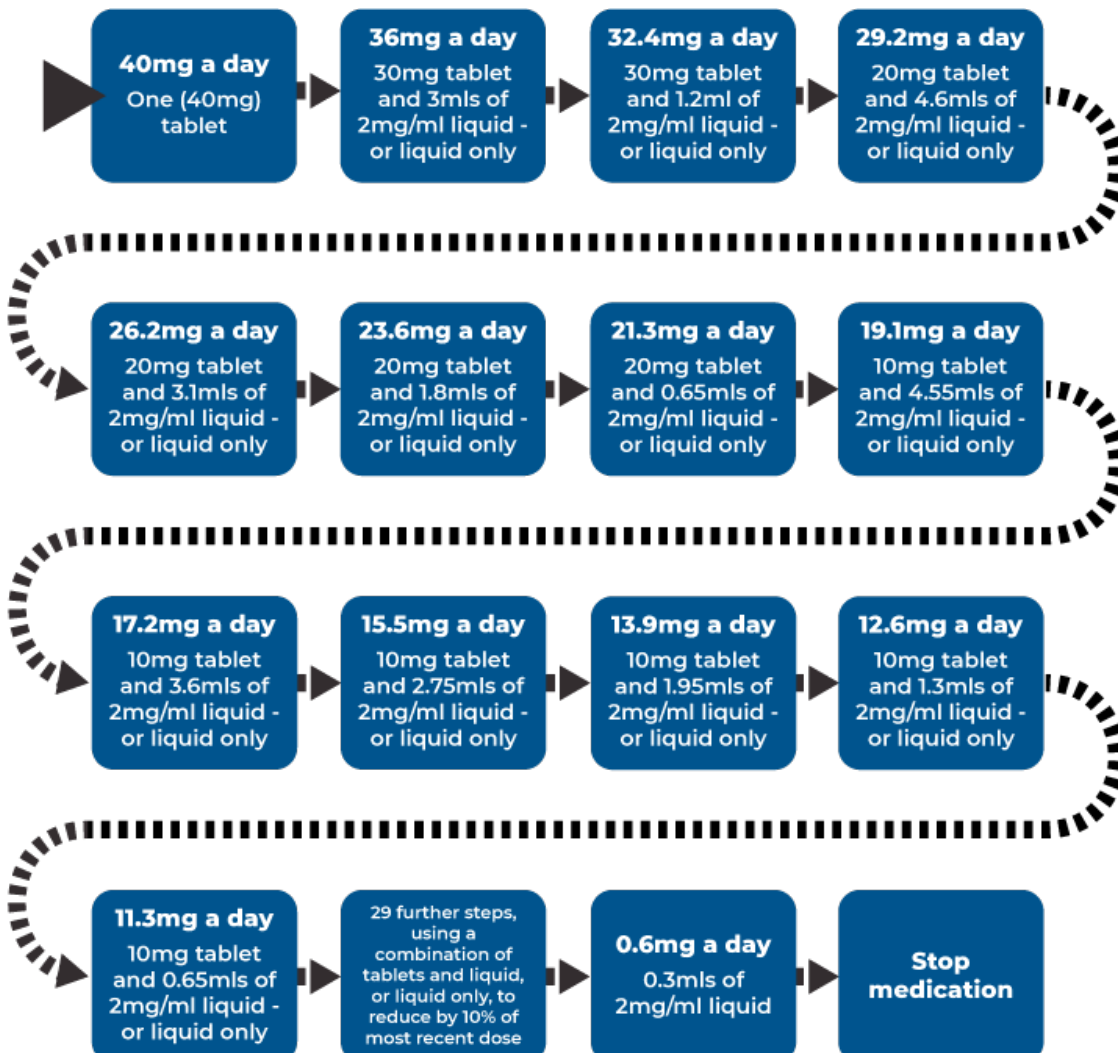 40mg a day
One (40mg)
tablet
36mg a day
30mg tablet
and 3mls of
2mg/ml liquid -
or liquid only
32.4mg a day
30mg tablet
and 1.2ml of
2mg/ml liquid -
or liquid only
29.2mg a day
20mg tablet
and 4.6mls of
2mg/ml liquid -
or liquid only
26.2mg a day
20mg tablet
and 3.1mls of
2mg/ml liquid -
or liquid only
23.6mg a day
20mg tablet
and 1.8mls of
2mg/ml liquid -
or liquid only
21.3mg a day
20mg tablet
and 0.65mls of
2mg/ml liquid -
or liquid only
19.1mg a day
10mg tablet
and 4.55mls of
2mg/ml liquid -
or liquid only
17.2mg a day
10mg tablet
and 3.6mls of
2mg/ml liquid -
or liquid only
15.5mg a day
10mg tablet
and 2.75mls of
2mg/ml liquid -
or liquid only
13.9mg a day
10mg tablet
and 1.95mls of
2mg/ml liquid -
or liquid only
12.6mg a day
10mg tablet
and 1.3mls of
2mg/ml liquid -
or liquid only
11.3mg a day
10mg tablet
and 0.65mls of
2mg/ml liquid -
or liquid only
29 further steps,
using a
combination of
tablets and liquid,
or liquid only, to
reduce by 10% of
most recent dose
0.6mg a day
0.3mls of
2mg/ml liquid
Stop
medication